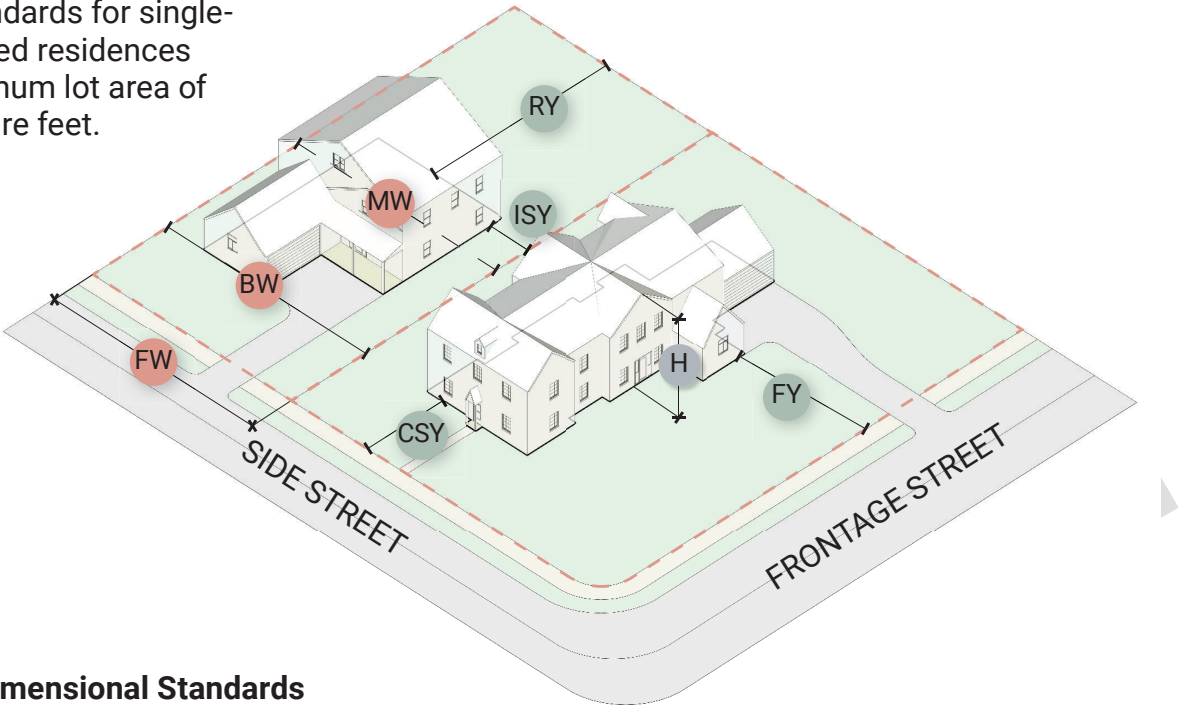 ndards for single-
ed residences
num lot area of
re feet.
RY
MW
ISY
BW
FW
H
FY
CSY
SIDE STREET
FRONTAGE STREET
mensional Standards